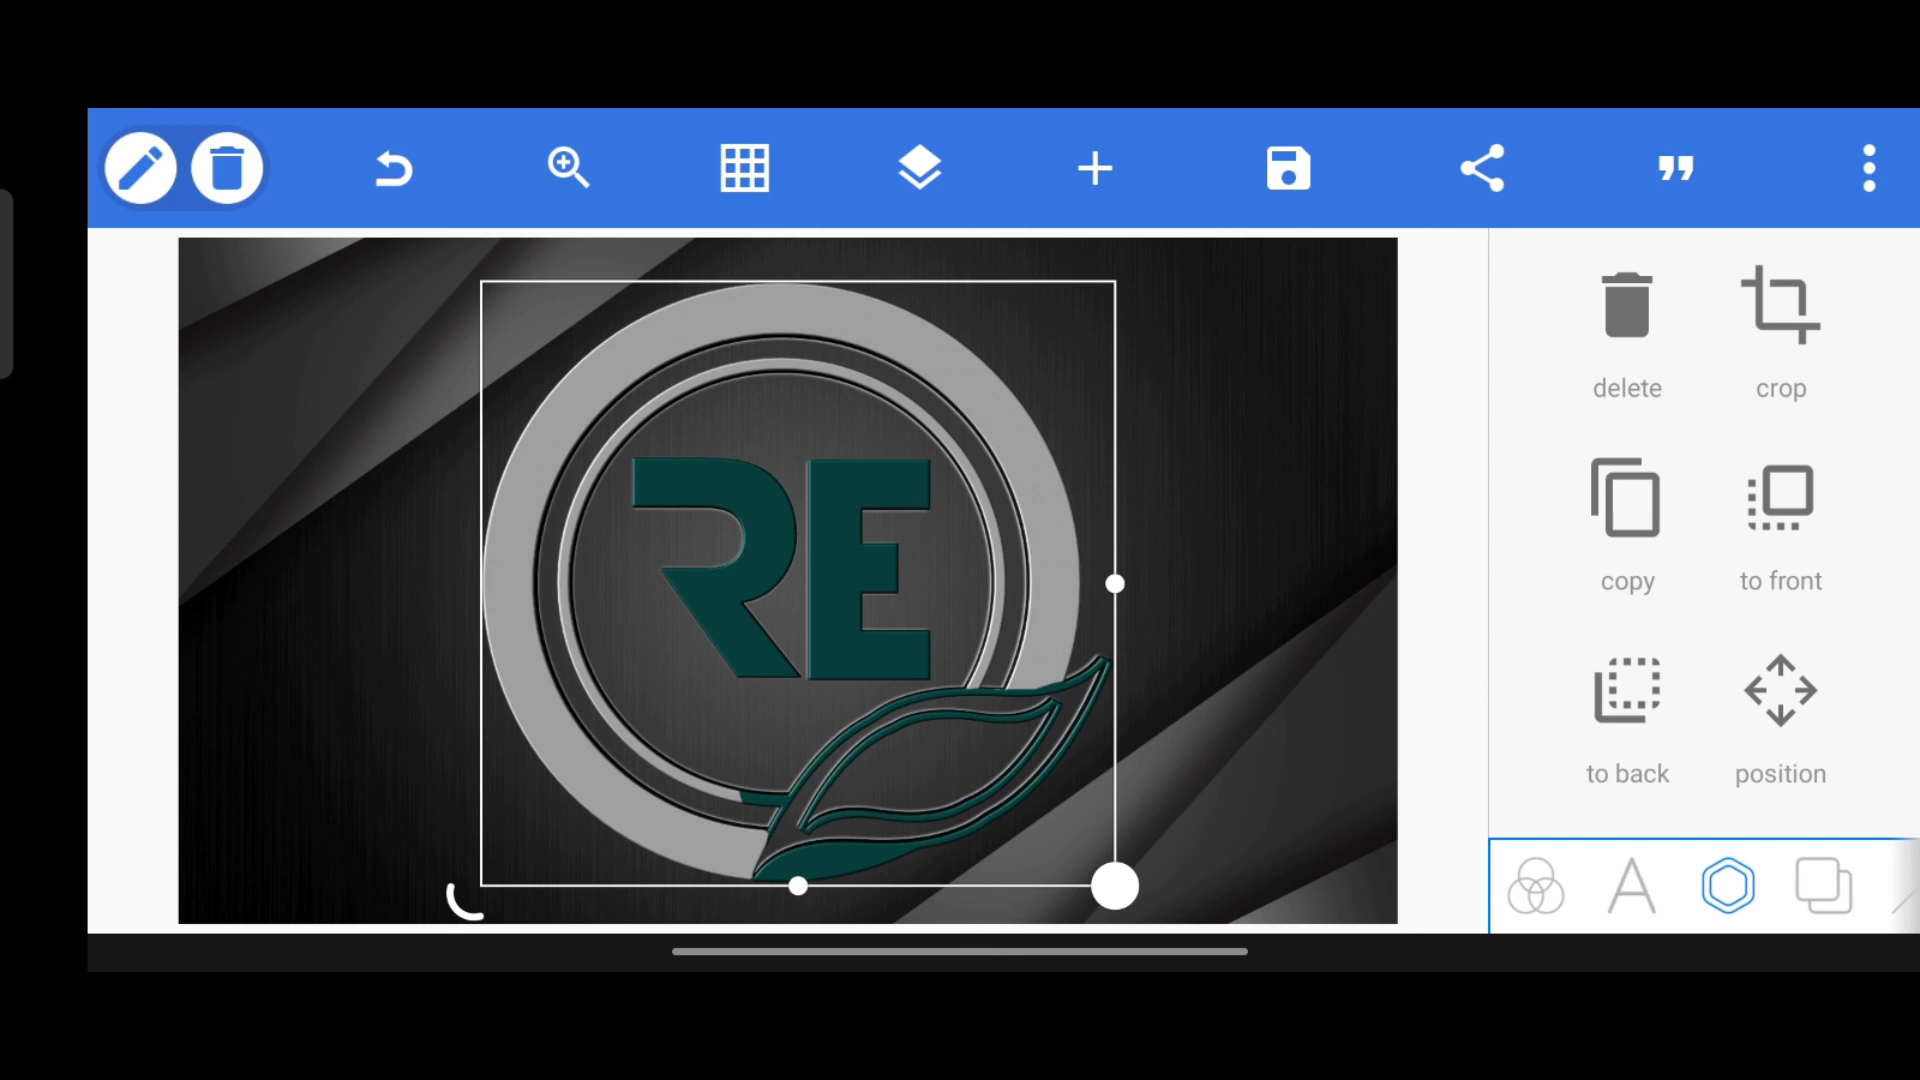 RE
delete
crop
copy
to front
to back
position